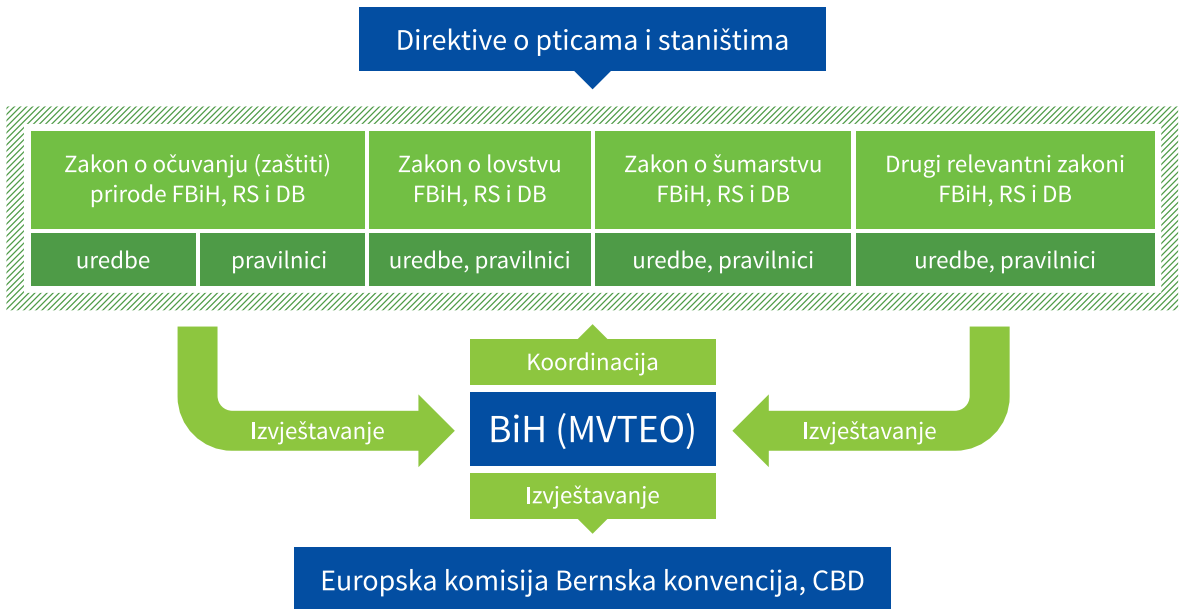 Direktive o pticama i staništima
Zakon o očuvanju (zaštiti)
prirode FBiH, RS i DB
Zakon o lovstvu
FBiH, RS i DB
Zakon o šumarstvu
FBiH, RS i DB
Drugi relevantni zakoni
FBiH, RS i DB
uredbe
pravilnici
uredbe, pravilnici
uredbe, pravilnici
uredbe, pravilnici
Koordinacija
Izvještavanje
BiH (MVTEO)
Izvještavanje
Izvještavanje
Europska komisija Bernska konvencija, CBD